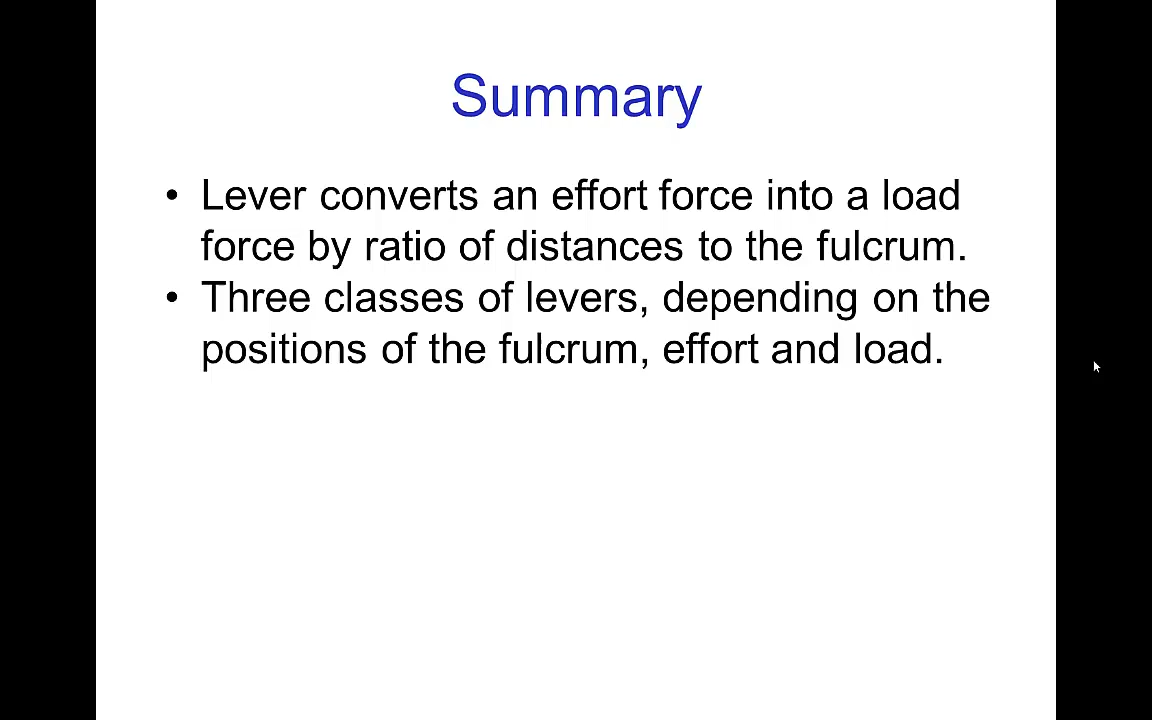 Summary
• Lever converts an effort force into a load
force by ratio of distances to the fulcrum.
• Three classes of levers, depending on the
positions of the fulcrum, effort and load.